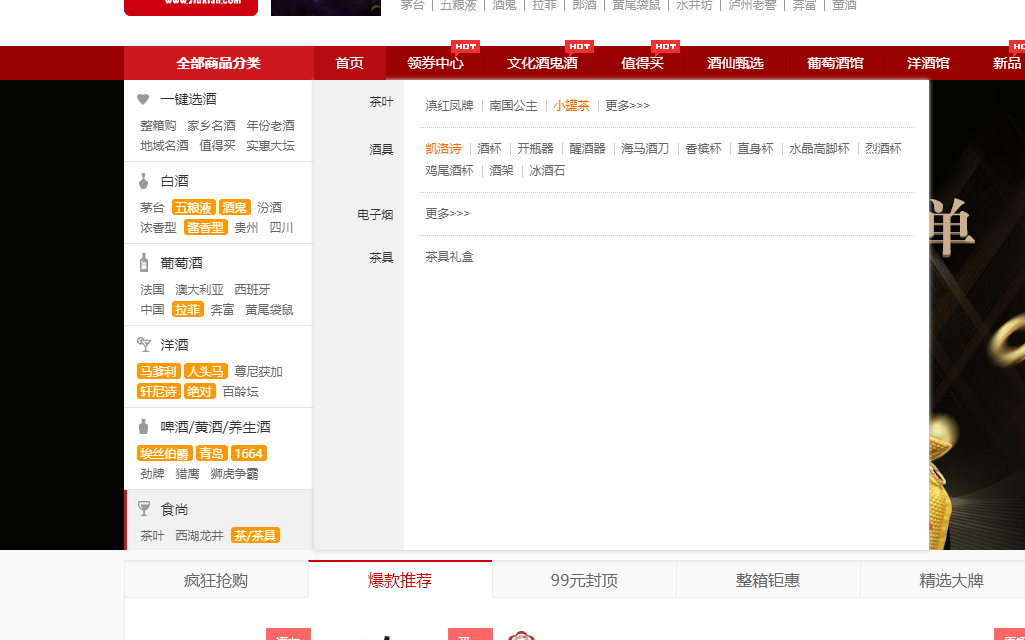 www.jiuxian.com
茅台 五粮液 酒鬼 拉菲 郎酒 黄尾袋鼠 水井坊 泸州老窖 奔富 董酒
HOT HOT HOT HO
全部商品分类 首页 领券中心 文化酒鬼酒 值得买 酒仙甄选 葡萄酒馆 洋酒馆 新品
一键选酒
整箱购 家乡名酒 年份老酒
地域名酒 值得买 实惠大坛
白酒
茅台 五粮液 酒鬼 汾酒
浓香型 酱香型 贵州 四川
葡萄酒
法国 澳大利亚 西班牙
中国 拉菲 奔富 黄尾袋鼠
洋酒
马爹利 人头马 尊尼获加
轩尼诗 绝对 百龄坛
啤酒/黄酒/养生酒
埃丝伯爵 青岛 1664
劲牌 猎鹰 狮虎争霸
食尚
茶叶 西湖龙井 茶/茶具
茶叶 滇红凤牌 南国公主 小罐茶 更多>>>
酒具 凯洛诗 酒杯 开瓶器 醒酒器 海马酒刀 香槟杯 直身杯 水晶高脚杯 烈酒杯
鸡尾酒杯 酒架 冰酒石
电子烟 更多>>>
茶具 茶具礼盒
单
疯狂抢购 爆款推荐 99元封顶 整箱钜惠 精选大牌